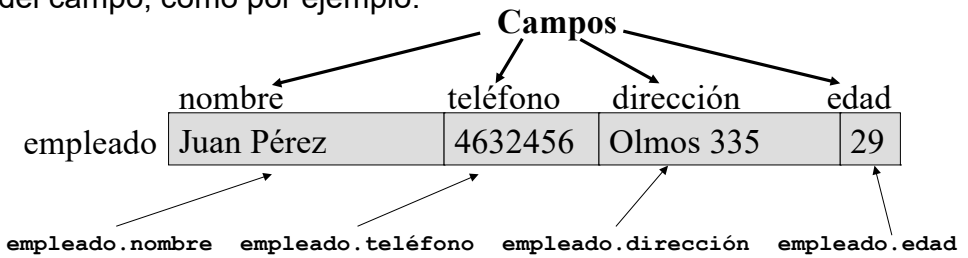 del campo, como por ejemplo:
Campos
nombre teléfono dirección edad
empleado Juan Pérez 4632456 Olmos 335 29
empleado.nombre empleado.teléfono empleado.dirección empleado.edad